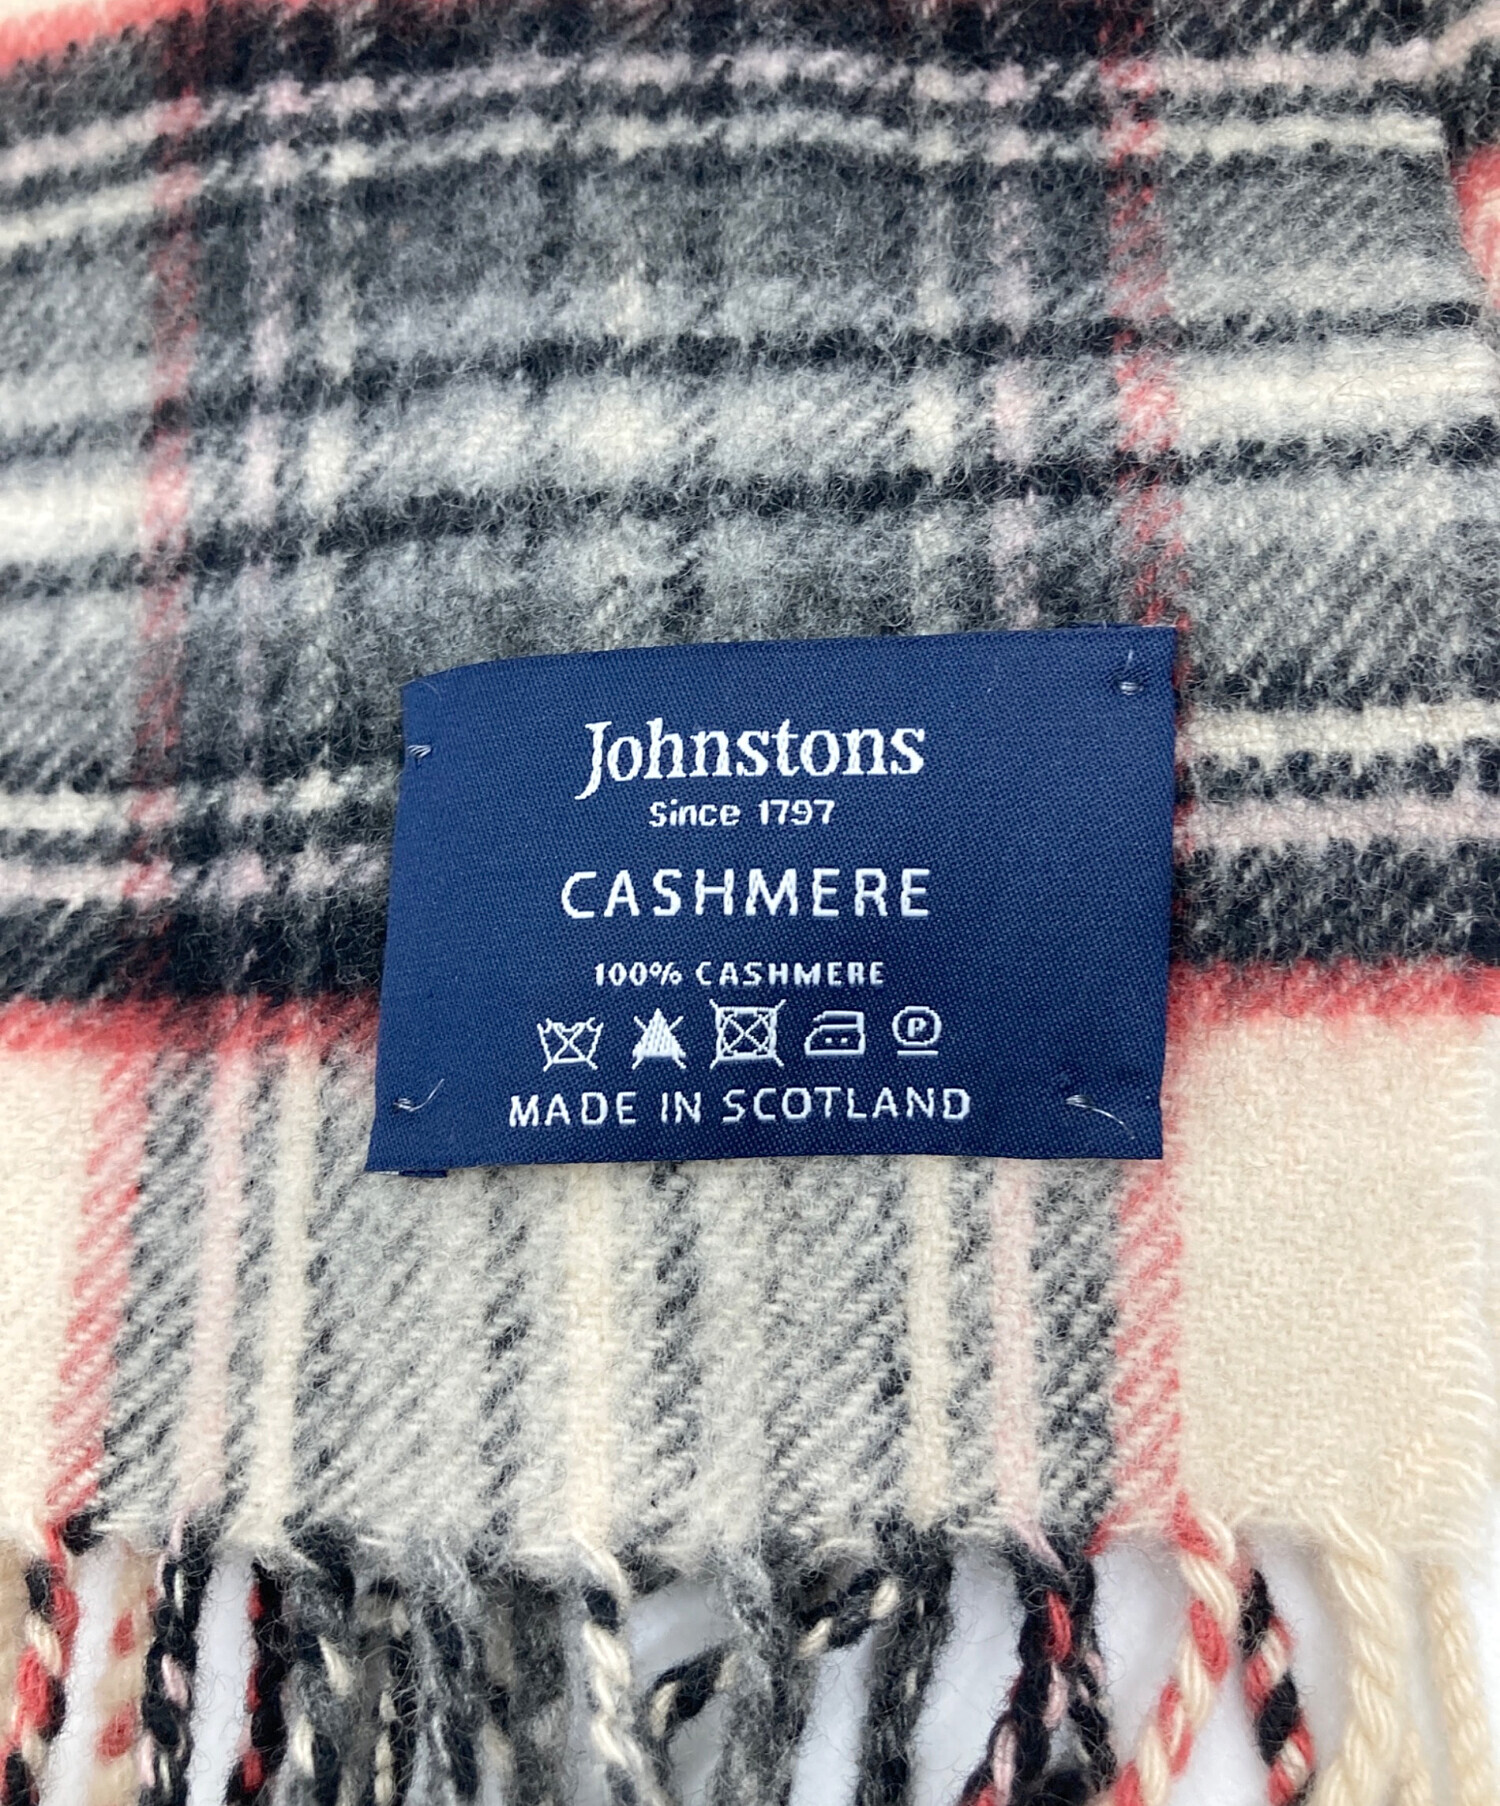 Johnstons
Since 1797
CASHMERE
100% CASHMERE
P
MADE IN SCOTLAND